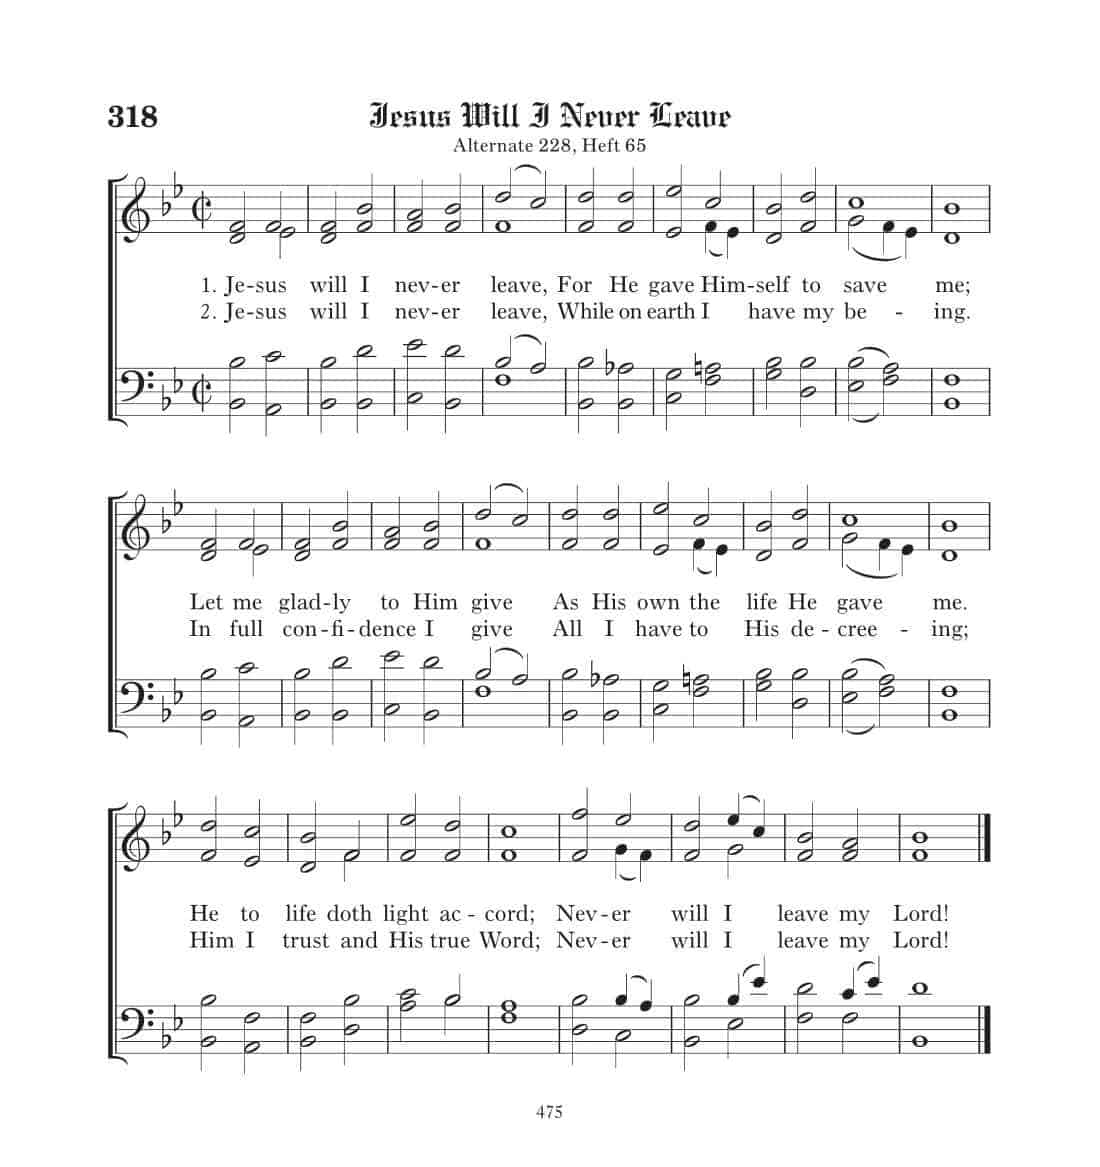 318
Jesus Will I Never Leave
Alternate 228, Heft 65
1. Je-sus will I nev-er leave, For He gave Him-self to save me;
2. Je-sus will I nev-er leave, While on earth I have my be - ing.
Let me glad-ly to Him give As His own the life He gave me.
In full con-fi-dence I give All I have to His de-cree - ing;
He to life doth light ac-cord; Nev-er will I leave my Lord!
Him I trust and His true Word; Nev-er will I leave my Lord!
475